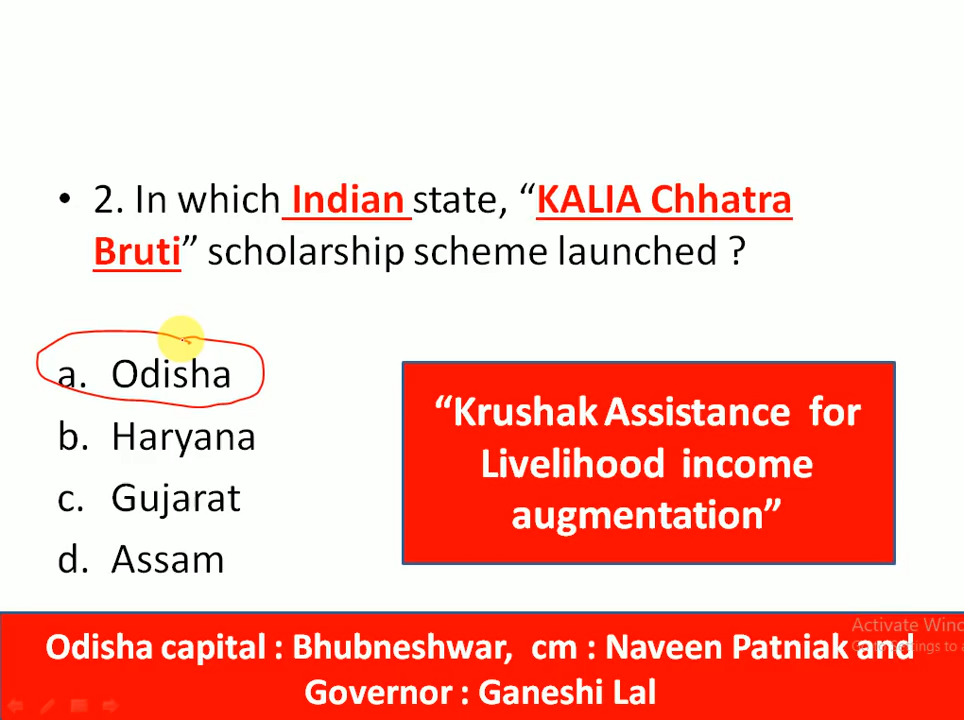 • 2. In which Indian state, “KALIA Chhatra
Bruti” scholarship scheme launched ?
a. Odisha
b. Haryana
c. Gujarat
d. Assam
“Krushak Assistance for
Livelihood income
augmentation”
Activate Wind
Odisha capital : Bhubneshwar, cm : Naveen Patniak and
Governor : Ganeshi Lal